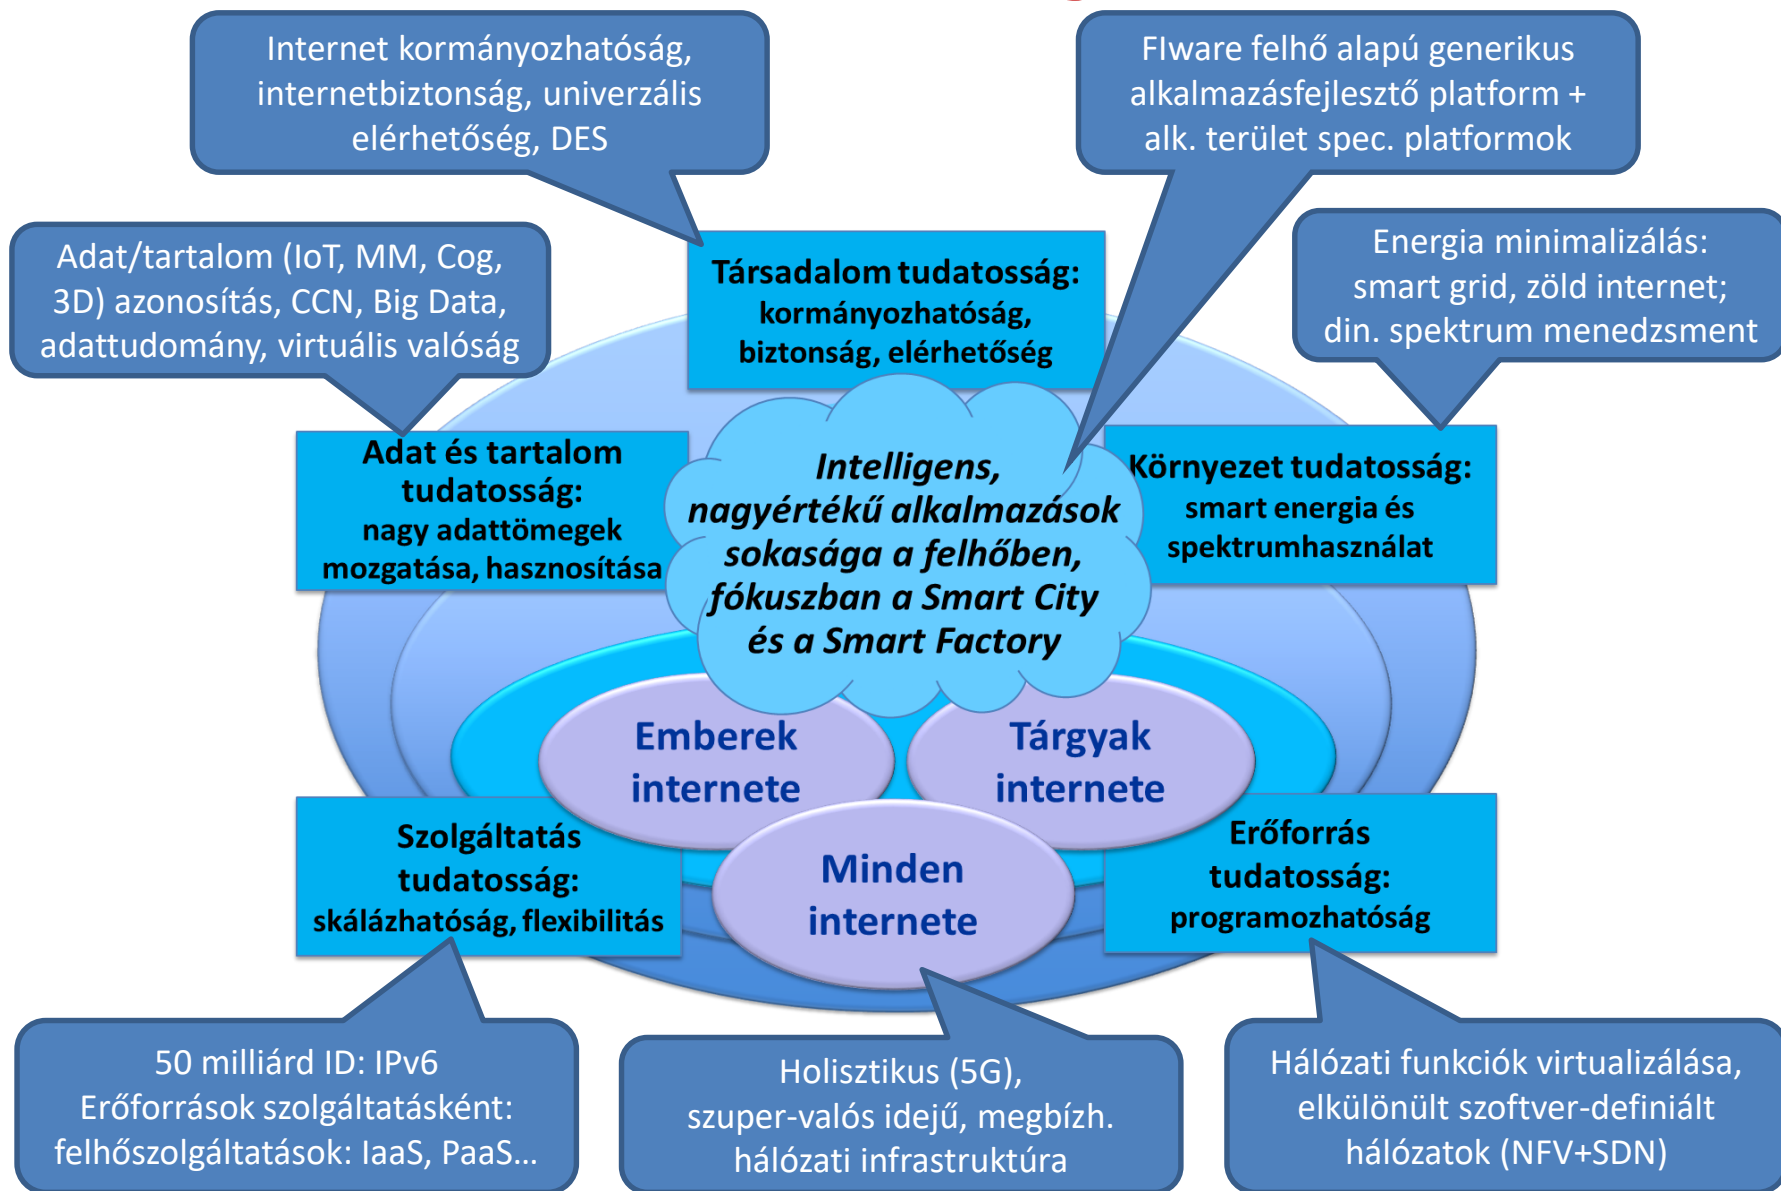 Internet kormányozhatóság,
internetbiztonság, univerzális
elérhetőség, DES
FIware felhő alapú generikus
alkalmazásfejlesztő platform +
alk. terület spec. platformok
Adat/tartalom (IoT, MM, Cog,
3D) azonosítás, CCN, Big Data,
adattudomány, virtuális valóság
Társadalom tudatosság:
kormányozhatóság,
biztonság, elérhetőség
Energia minimalizálás:
smart grid, zöld internet;
din. spektrum menedzsment
Adat és tartalom
tudatosság:
nagy adattömegek
mozgatása, hasznosítása
Intelligens,
nagyértékű alkalmazások
sokasága a felhőben,
fókuszban a Smart City
és a Smart Factory
Környezet tudatosság:
smart energia és
spektrumhasználat
Emberek
internete
Tárgyak
internete
Szolgáltatás
tudatosság:
skálázhatóság, flexibilitás
Minden
internete
Erőforrás
tudatosság:
programozhatóság
50 milliárd ID: IPv6
Erőforrások szolgáltatásként:
felhőszolgáltatások: IaaS, PaaS...
Holisztikus (5G),
szuper-valós idejű, megbízh.
hálózati infrastruktúra
Hálózati funkciók virtualizálása,
elkülönült szoftver-definiált
hálózatok (NFV+SDN)